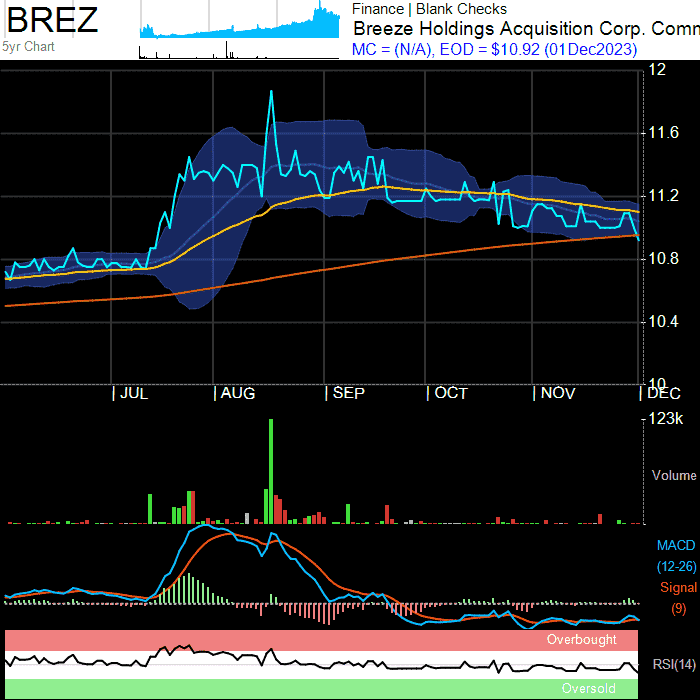 BREZ
5yr Chart
Finance | Blank Checks
Breeze Holdings Acquisition Corp. Comm
MC = (N/A), EOD = $10.92 (01Dec2023)
12
11.6
11.2
10.8
10.4
10
JUL AUG SEP OCT NOV DEC
123k
Volume
MACD
(12-26)
Signal
(9)
Overbought
RSI(14)
Oversold